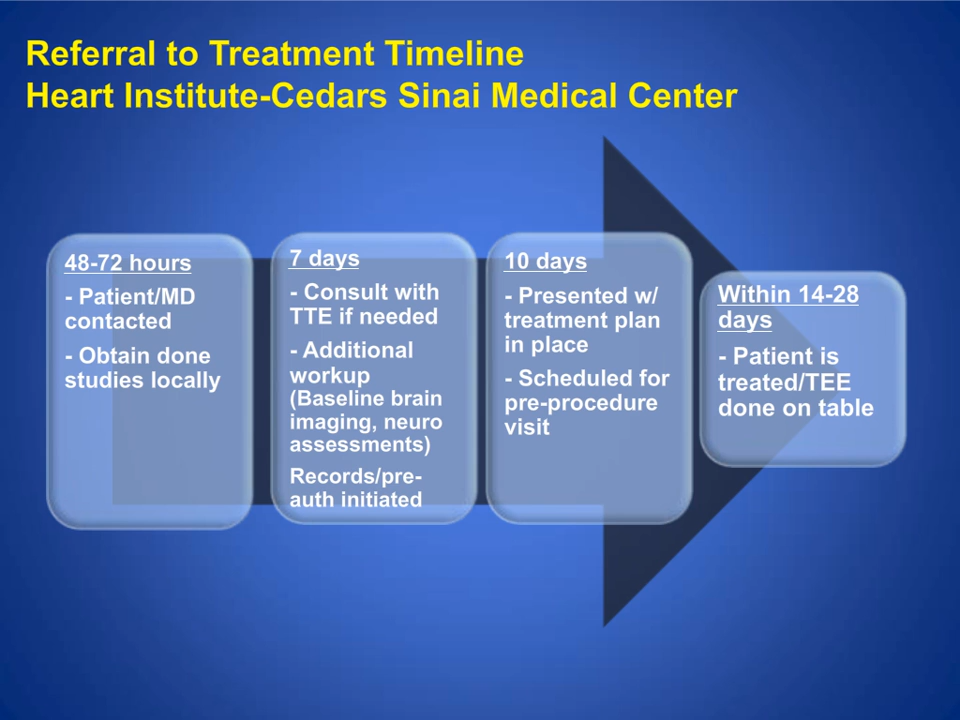 Referral to Treatment Timeline
Heart Institute-Cedars Sinai Medical Center
48-72 hours
- Patient/MD
contacted
- Obtain done
studies locally
7 days
- Consult with
TTE if needed
- Additional
workup
(Baseline brain
imaging, neuro
assessments)
Records/pre-
auth initiated
10 days
- Presented w/
treatment plan
in place
- Scheduled for
pre-procedure
visit
Within 14-28
days
- Patient is
treated/TEE
done on table